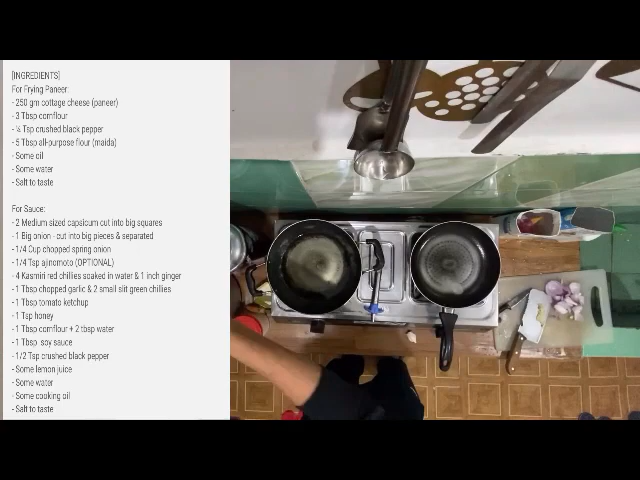 [INGREDIENTS]
For Frying Paneer:
- 250 gm cottage cheese (paneer)
- 3 Tbsp cornflour
- ¼ Tsp crushed black pepper
- 5 Tbsp all-purpose flour (maida)
- Some oil
- Some water
- Salt to taste
For Sauce:
- 2 Medium sized capsicum cut into big squares
- 1 Big onion - cut into big pieces & separated
- 1/4 Cup chopped spring onion
- 1/4 Tsp ajinomoto (OPTIONAL)
- 4 Kasmiri red chillies soaked in water & 1 inch ginger
- 1 Tbsp chopped garlic & 2 small slit green chillies
- 1 Tbsp tomato ketchup
- 1 Tsp honey
- 1 Tbsp cornflour + 2 tbsp water
- 1 Tbsp soy sauce
- 1/2 Tsp crushed black pepper
- Some lemon juice
- Some water
- Some cooking oil
- Salt to taste